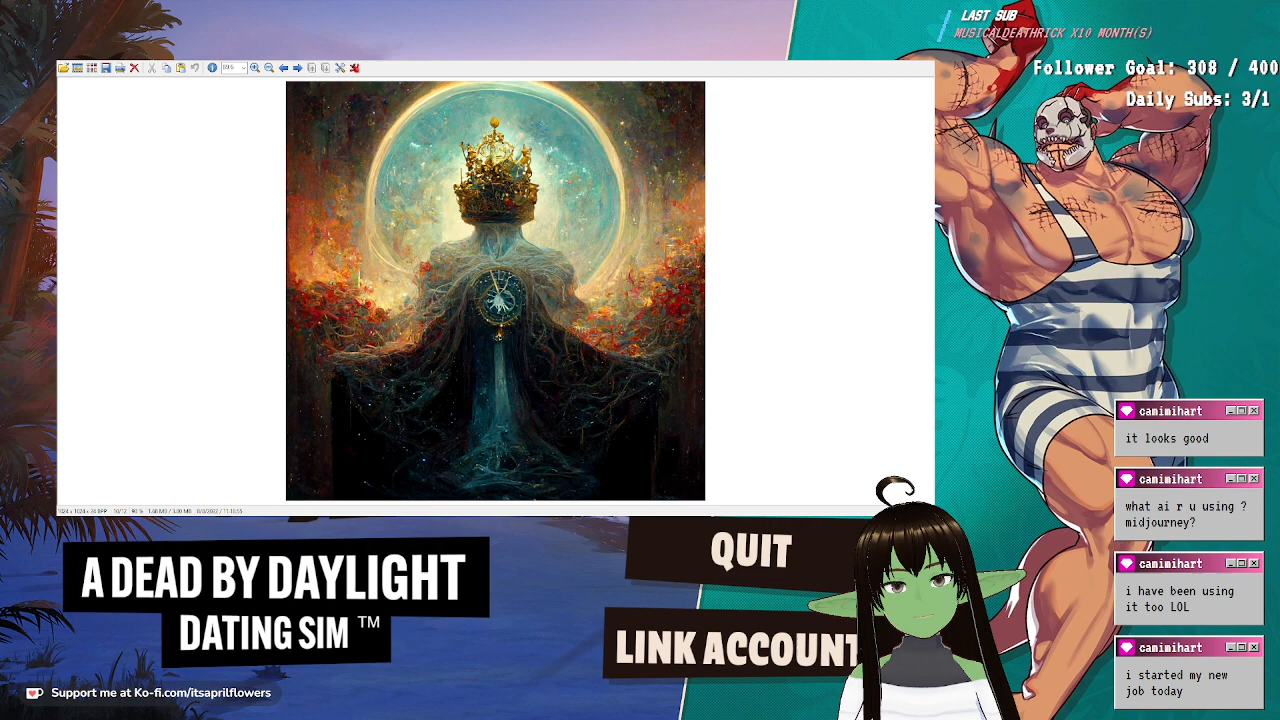 LAST SUB
MUSICALDEATHRICK X10 MONTH(S)
Follower Goal: 308 / 400
Daily Subs: 3/1
camimihart
it looks good
camimihart
what ai r u using ?
midjourney?
camimihart
i have been using
it too LOL
camimihart
i started my new
job today
QUIT
LINK ACCOUNT
A DEAD BY DAYLIGHT
DATING SIM ™
Support me at Ko-fi.com/itsaprilflowers